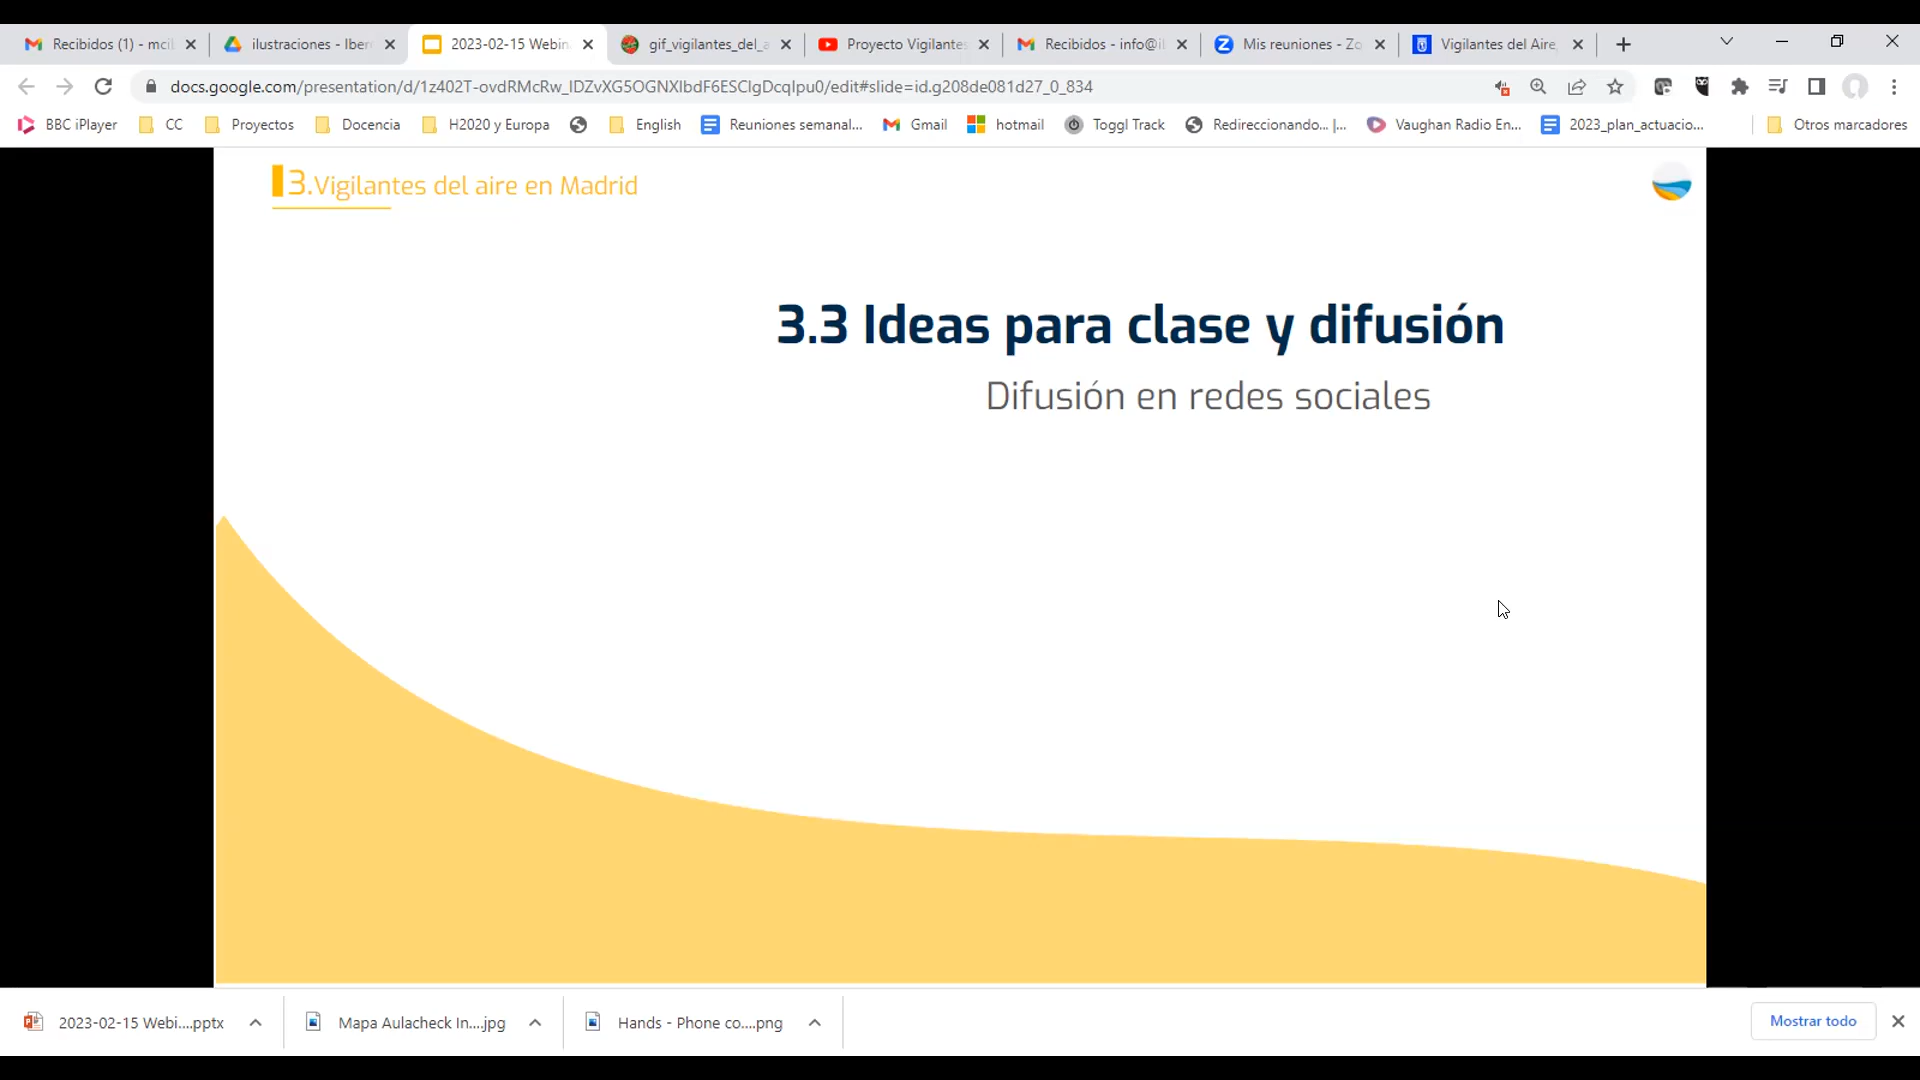 Recibidos (1) - mcil
ilustraciones - Iber
2023-02-15 Webin
gif_vigilantes_del_a
Proyecto Vigilantes
Recibidos - info@il
Mis reuniones - Zo
Vigilantes del Aire,
docs.google.com/presentation/d/1z402T-ovdRMcRw_IDZvXG5OGNXIbdF6ESCIgDcqIpu0/edit#slide=id.g208de081d27_0_834
BBC iPlayer
CC
Proyectos
Docencia
H2020 y Europa
English
Reuniones semanal...
Gmail
hotmail
Toggl Track
Redireccionando... |...
Vaughan Radio En...
2023_plan_actuacio...
Otros marcadores
3.Vigilantes del aire en Madrid
3.3 Ideas para clase y difusión
Difusión en redes sociales
2023-02-15 Webi....pptx
Mapa Aulacheck In....jpg
Hands - Phone co....png
Mostrar todo